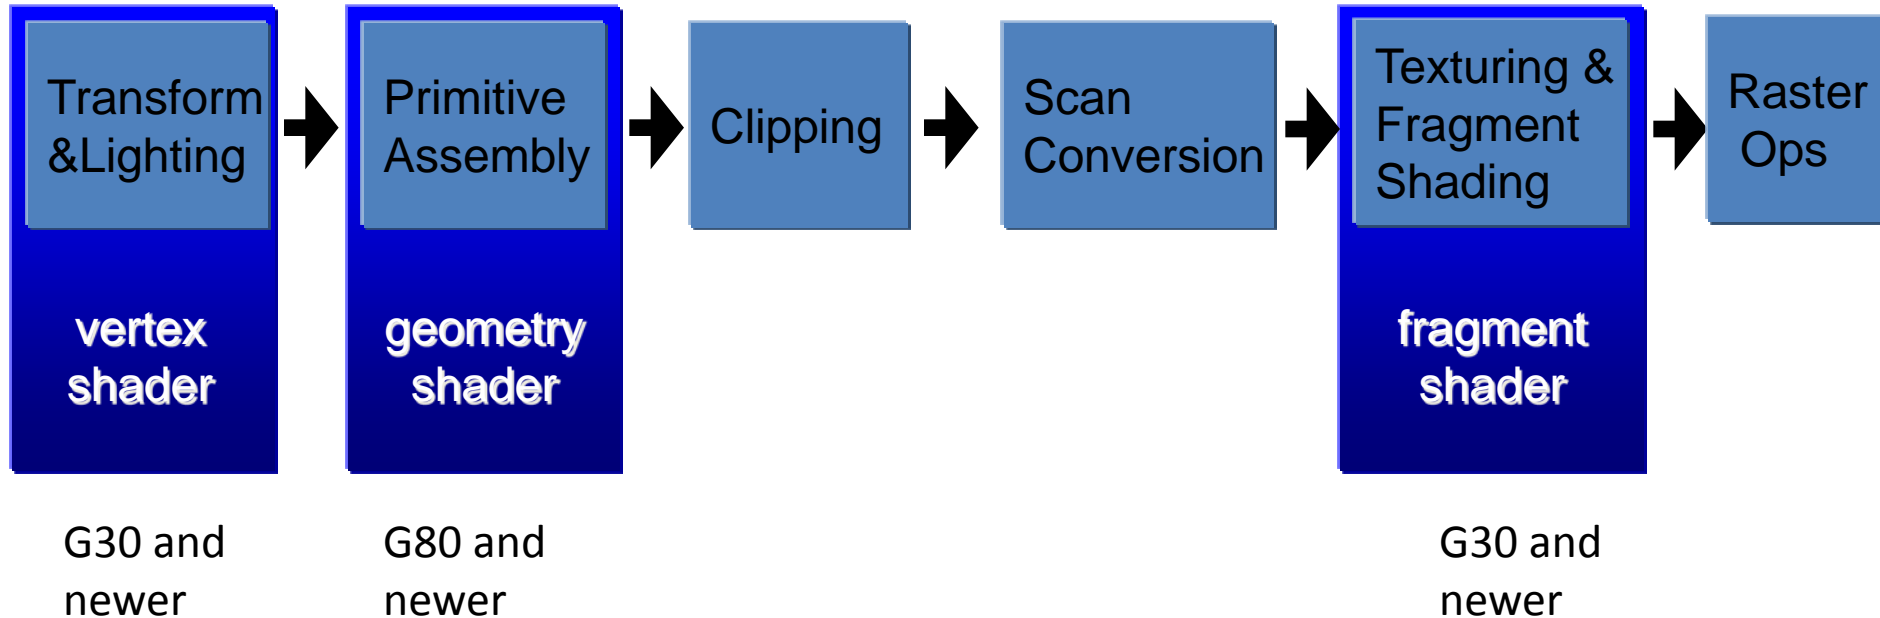 Transform
&Lighting
Primitive
Assembly
Clipping
Scan
Conversion
Texturing &
Fragment
Shading
Raster
Ops
vertex
shader
geometry
shader
fragment
shader
G30 and
newer
G80 and
newer
G30 and
newer